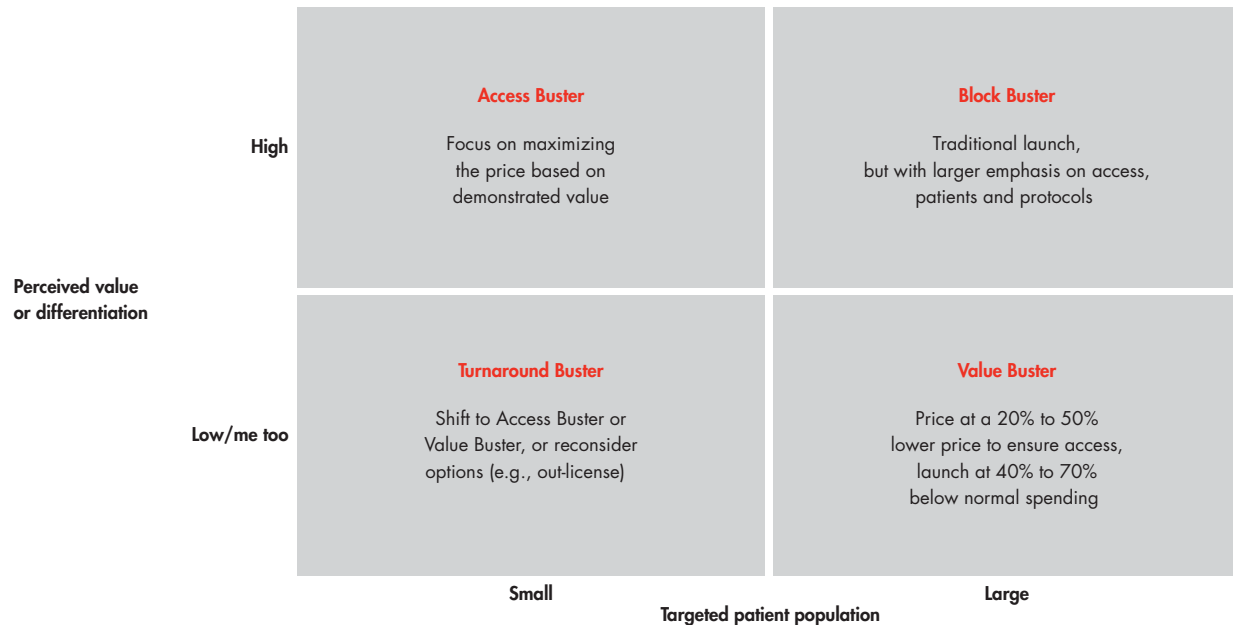 Access Buster
Focus on maximizing
the price based on
demonstrated value
Block Buster
Traditional launch,
but with larger emphasis on access,
patients and protocols
High
Perceived value
or differentiation
Turnaround Buster
Shift to Access Buster or
Value Buster, or reconsider
options (e.g., out-license)
Value Buster
Price at a 20% to 50%
lower price to ensure access,
launch at 40% to 70%
below normal spending
Low/me too
Small
Large
Targeted patient population